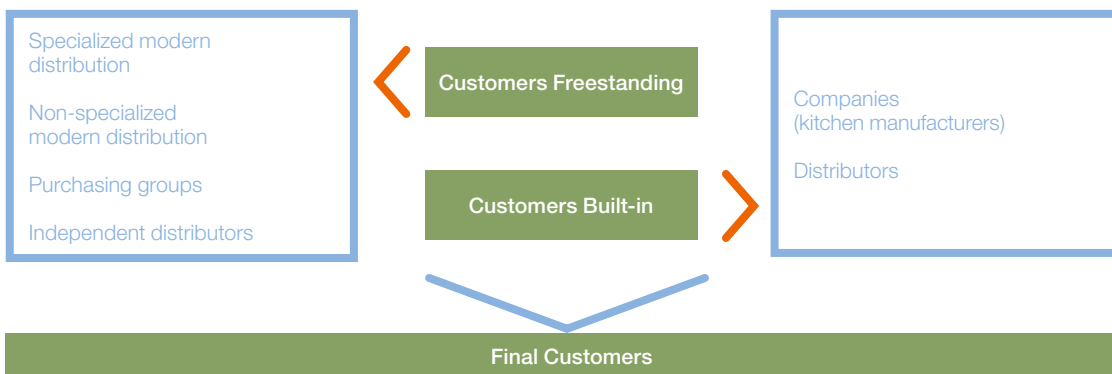 Specialized modern
distribution
Non-specialized
modern distribution
Purchasing groups
Independent distributors
Customers Freestanding
Customers Built-in
Companies
(kitchen manufacturers)
Distributors
Final Customers